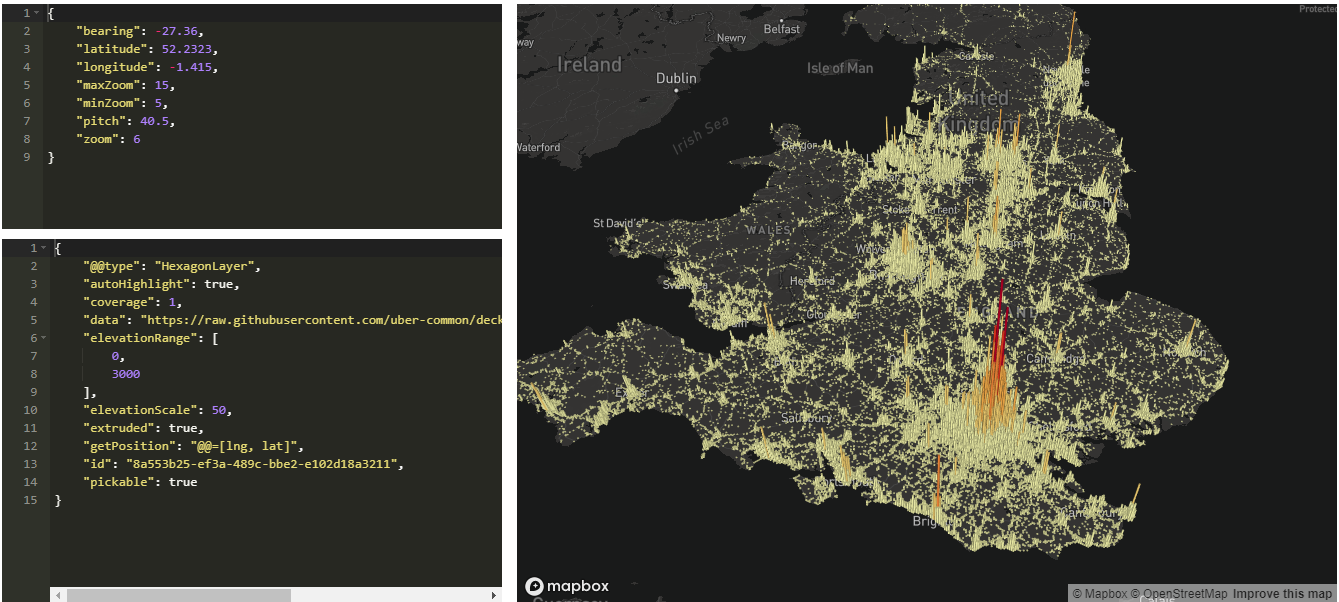 1 {
2 "bearing": -27.36,
3 "latitude": 52.2323,
4 "longitude": -1.415,
5 "maxZoom": 15,
6 "minZoom": 5,
7 "pitch": 40.5,
8 "zoom": 6
9 }
1 {
2 "@@type": "HexagonLayer",
3 "autoHighlight": true,
4 "coverage": 1,
5 "data": "https://raw.githubusercontent.com/uber-common/deck
6 "elevationRange": [
7 0,
8 3000
9 ],
10 "elevationScale": 50,
11 "extruded": true,
12 "getPosition": "@@=[lng, lat]",
13 "id": "8a553b25-ef3a-489c-bbe2-e102d18a3211",
14 "pickable": true
15 }
Protected
Belfast
Newry
way
Ireland
Isle of Man
Dublin
United
Kingdom
Irish Sea
Waterford
Bangor
St David's
WALES
Hereford
Salisbury
mapbox
© Mapbox © OpenStreetMap Improve this map